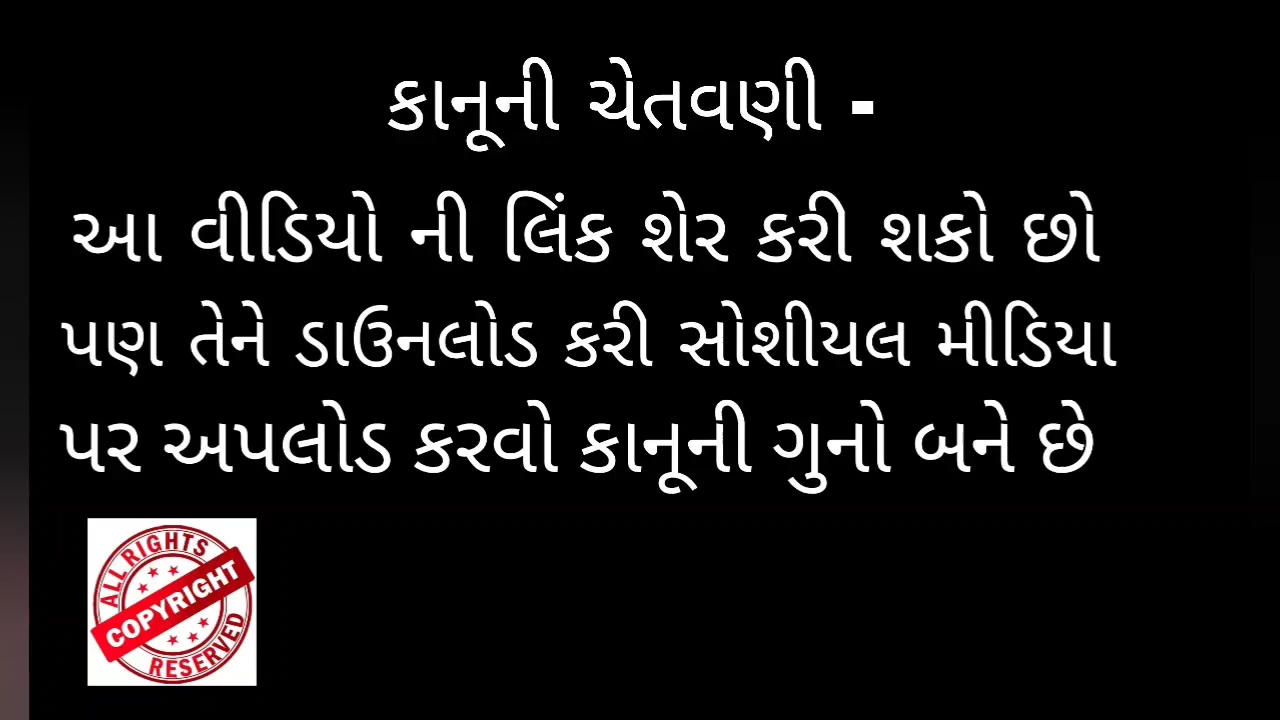 કાનૂની ચેતવણી -
આ વીડિયો ની લિંક શેર કરી શકો છો
પણ તેને ડાઉનલોડ કરી સોશીયલ મીડિયા
પર અપલોડ કરવો કાનૂની ગુનો બને છે
ALL RIGHTS
COPYRIGHT
RESERVED